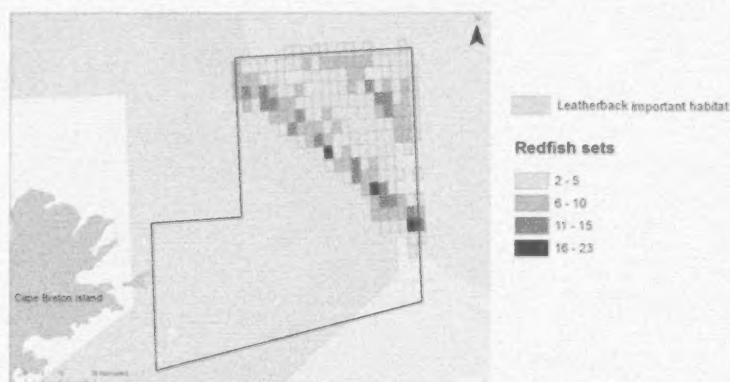 Leatherback important habitat
Redfish sets
2 - 5
6 - 10
11 - 15
16 - 23
Cape Breton Island